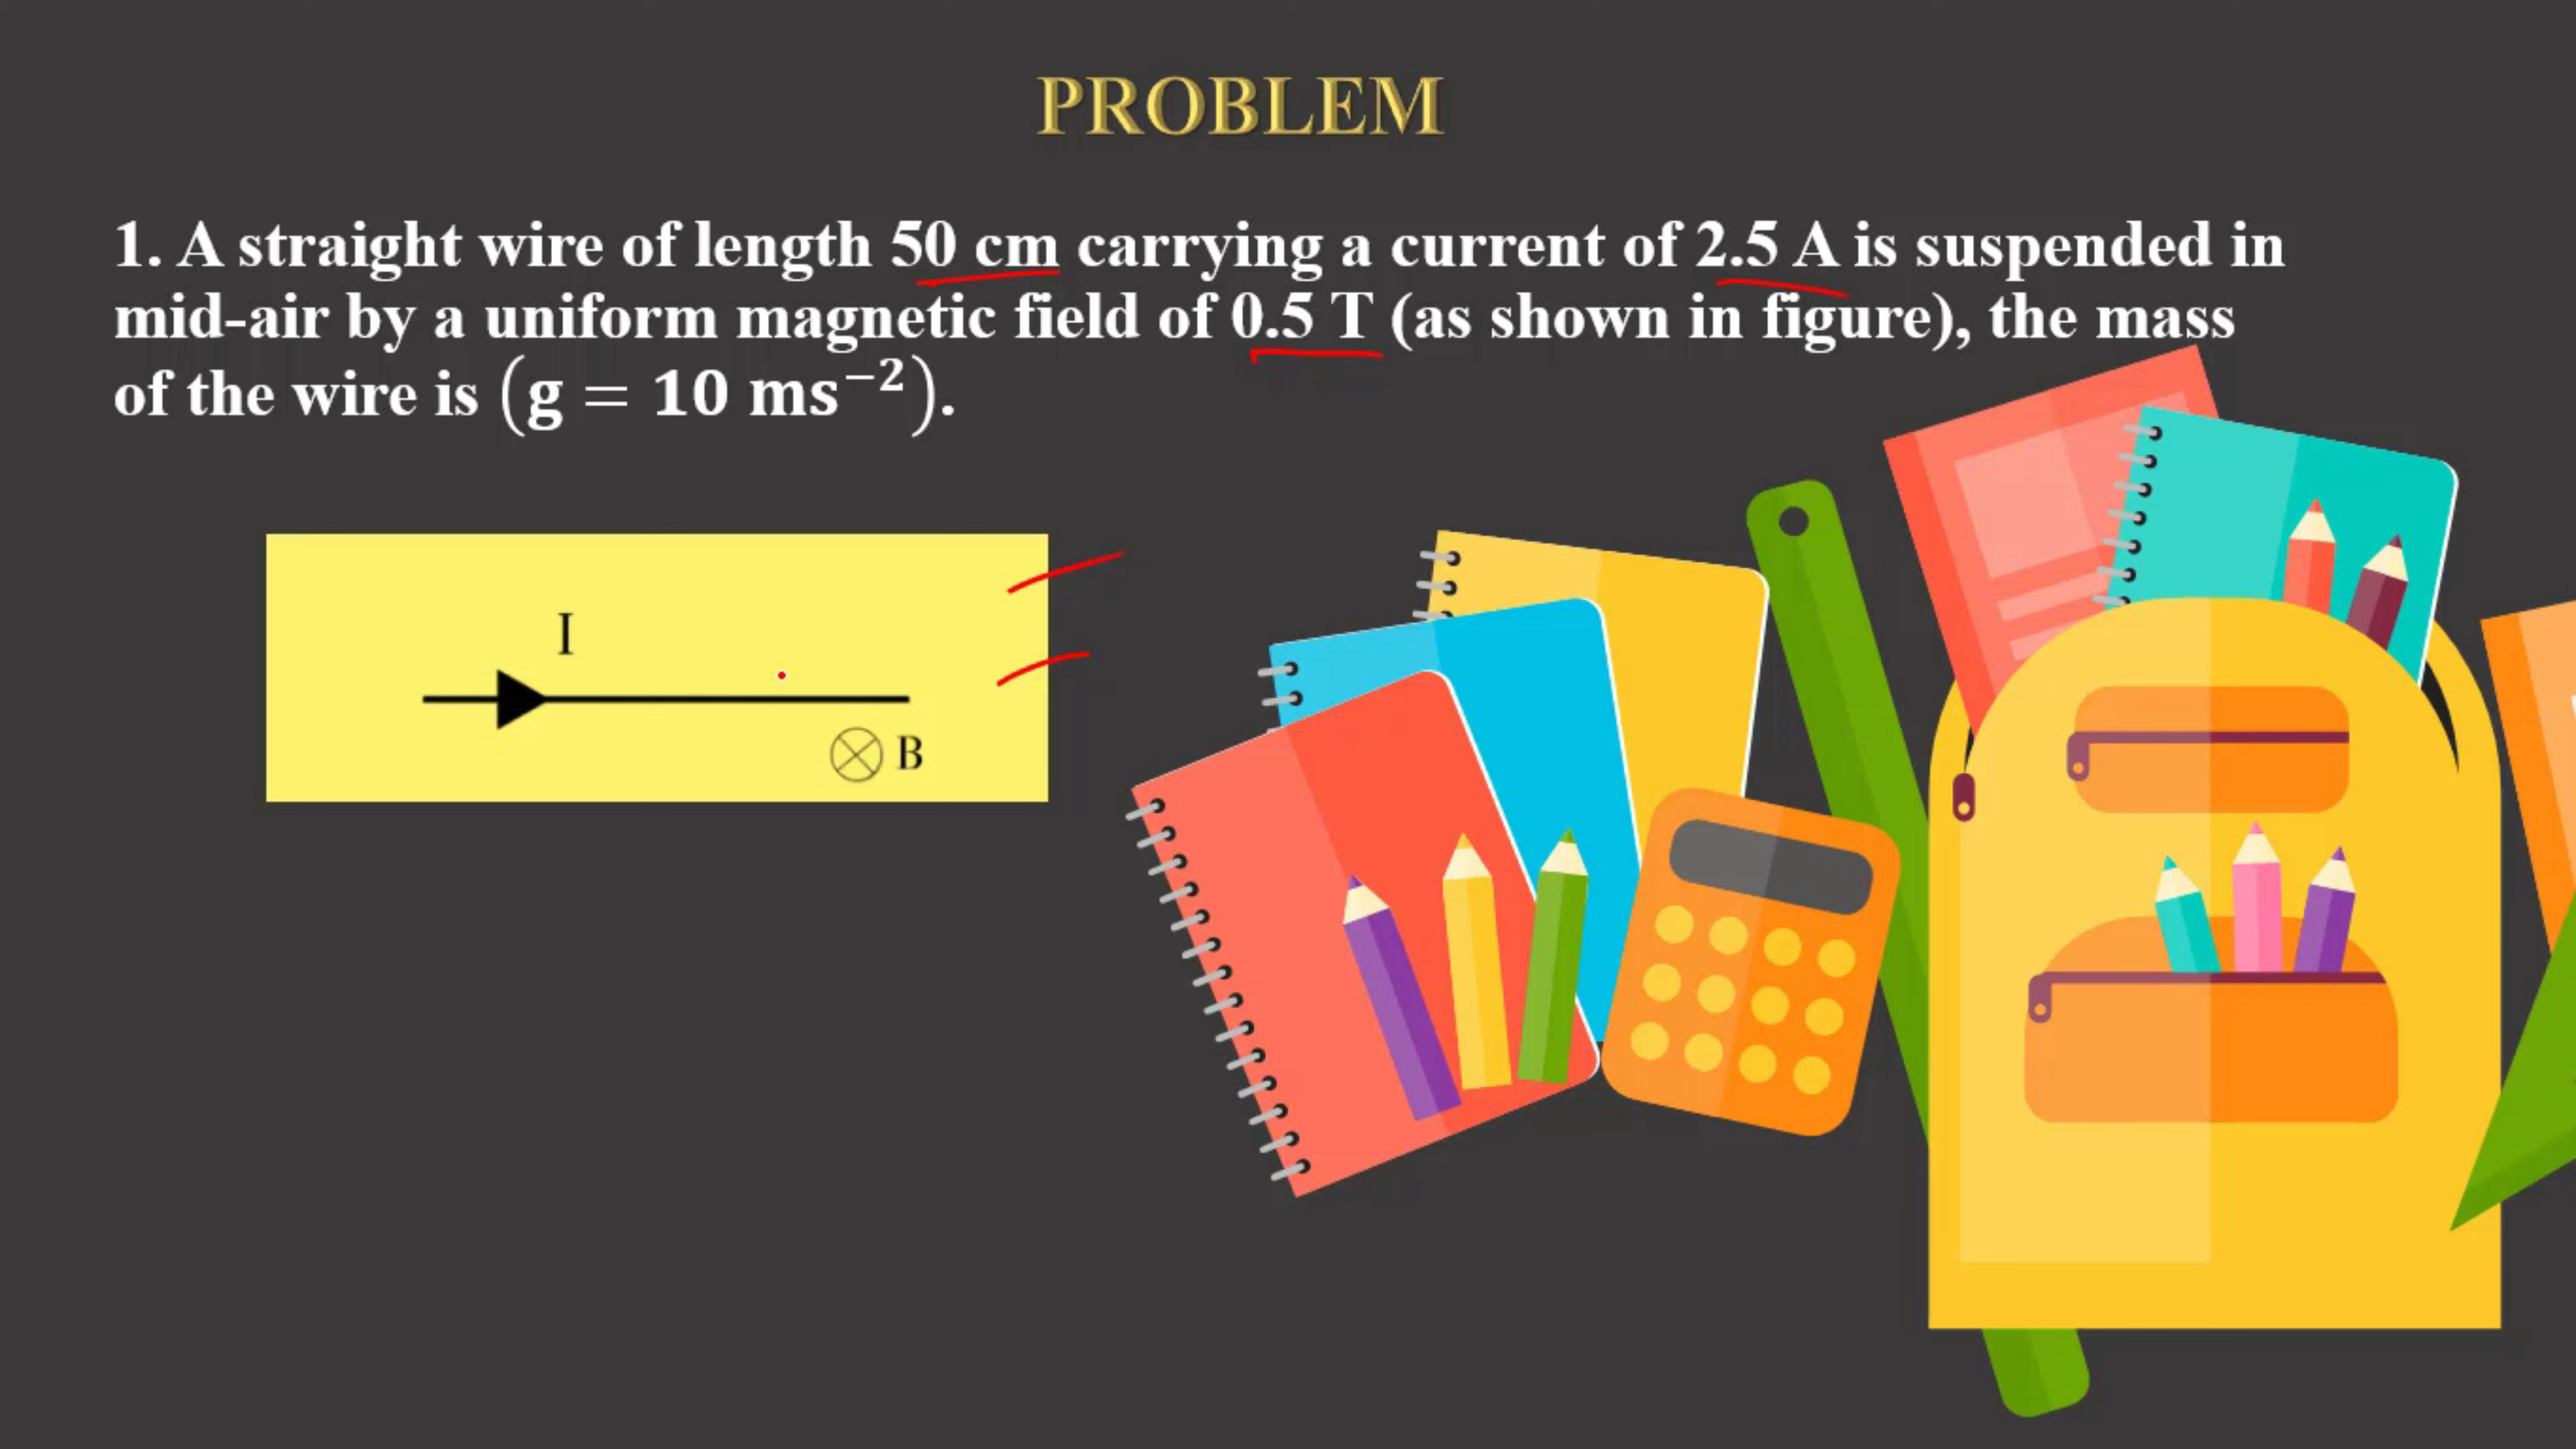 PROBLEM
1. A straight wire of length 50 cm carrying a current of 2.5 A is suspended in
mid-air by a uniform magnetic field of 0.5 T (as shown in figure), the mass
of the wire is (g = 10 ms⁻²).
I
B